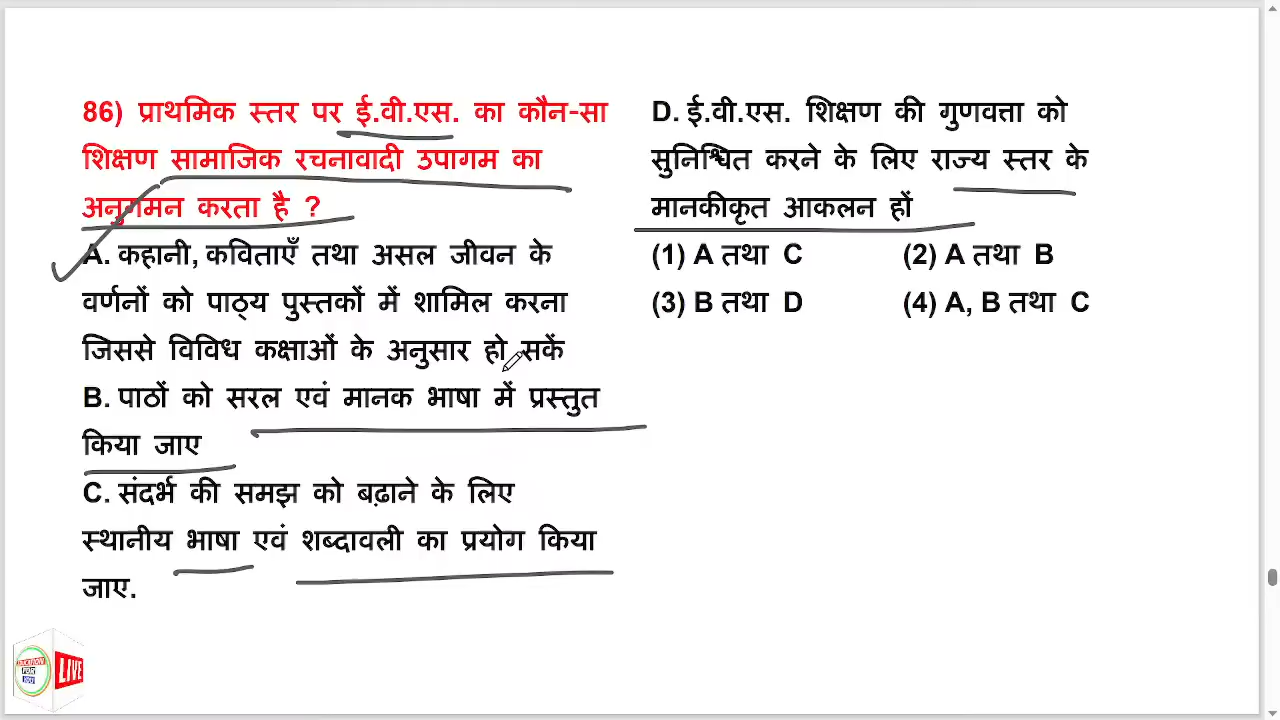 86) प्राथमिक स्तर पर ई.वी.एस. का कौन-सा
शिक्षण सामाजिक रचनावादी उपागम का
अनुगमन करता है ?
A. कहानी, कविताएँ तथा असल जीवन के
वर्णनों को पाठ्य पुस्तकों में शामिल करना
जिससे विविध कक्षाओं के अनुसार हो सकें
B. पाठों को सरल एवं मानक भाषा में प्रस्तुत
किया जाए
C. संदर्भ की समझ को बढ़ाने के लिए
स्थानीय भाषा एवं शब्दावली का प्रयोग किया
जाए.
D. ई.वी.एस. शिक्षण की गुणवत्ता को
सुनिश्चित करने के लिए राज्य स्तर के
मानकीकृत आकलन हों
(1) A तथा C (2) A तथा B
(3) B तथा D (4) A, B तथा C
EDUCATION
FOR
LIVE